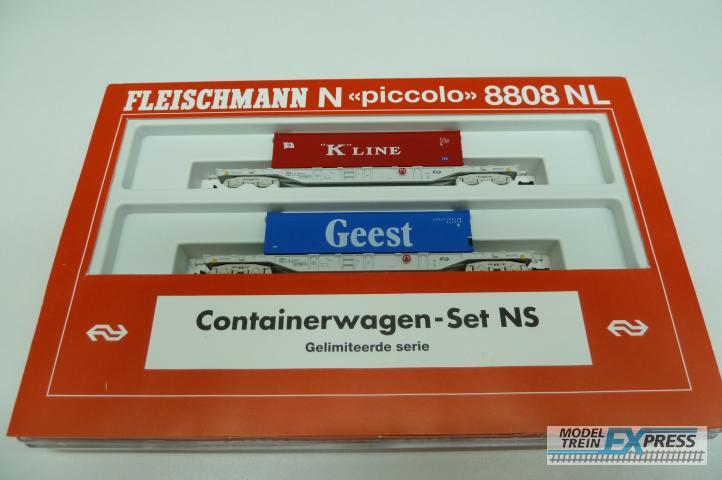 FLEISCHMANN N «piccolo» 8808 NL
"K" LINE
Geest
Containerwagen-Set NS
Gelimiteerde serie
MODEL
TREIN EXPRESS